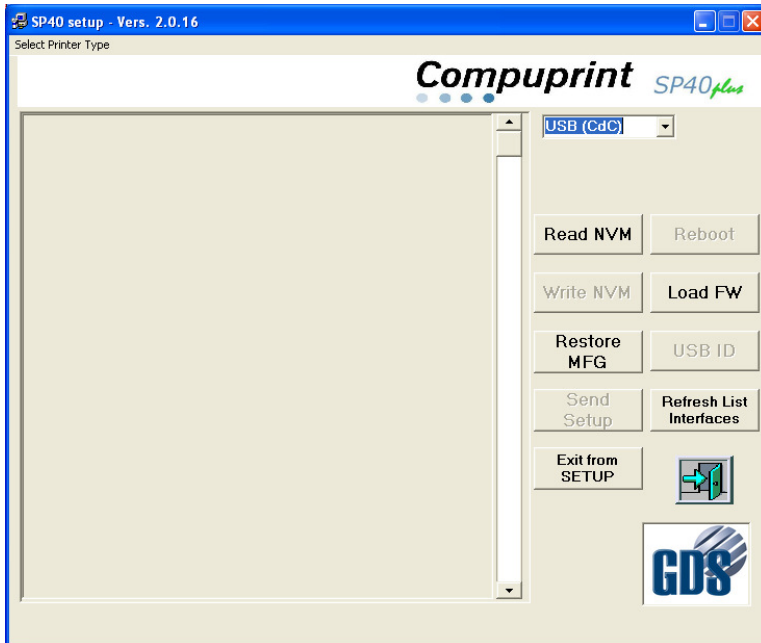 SP40 setup - Vers. 2.0.16
Select Printer Type
Compuprint SP40plus
USB (CdC)
Read NVM
Reboot
Write NVM
Load FW
Restore
MFG
USB ID
Send
Setup
Refresh List
Interfaces
Exit from
SETUP
GDS